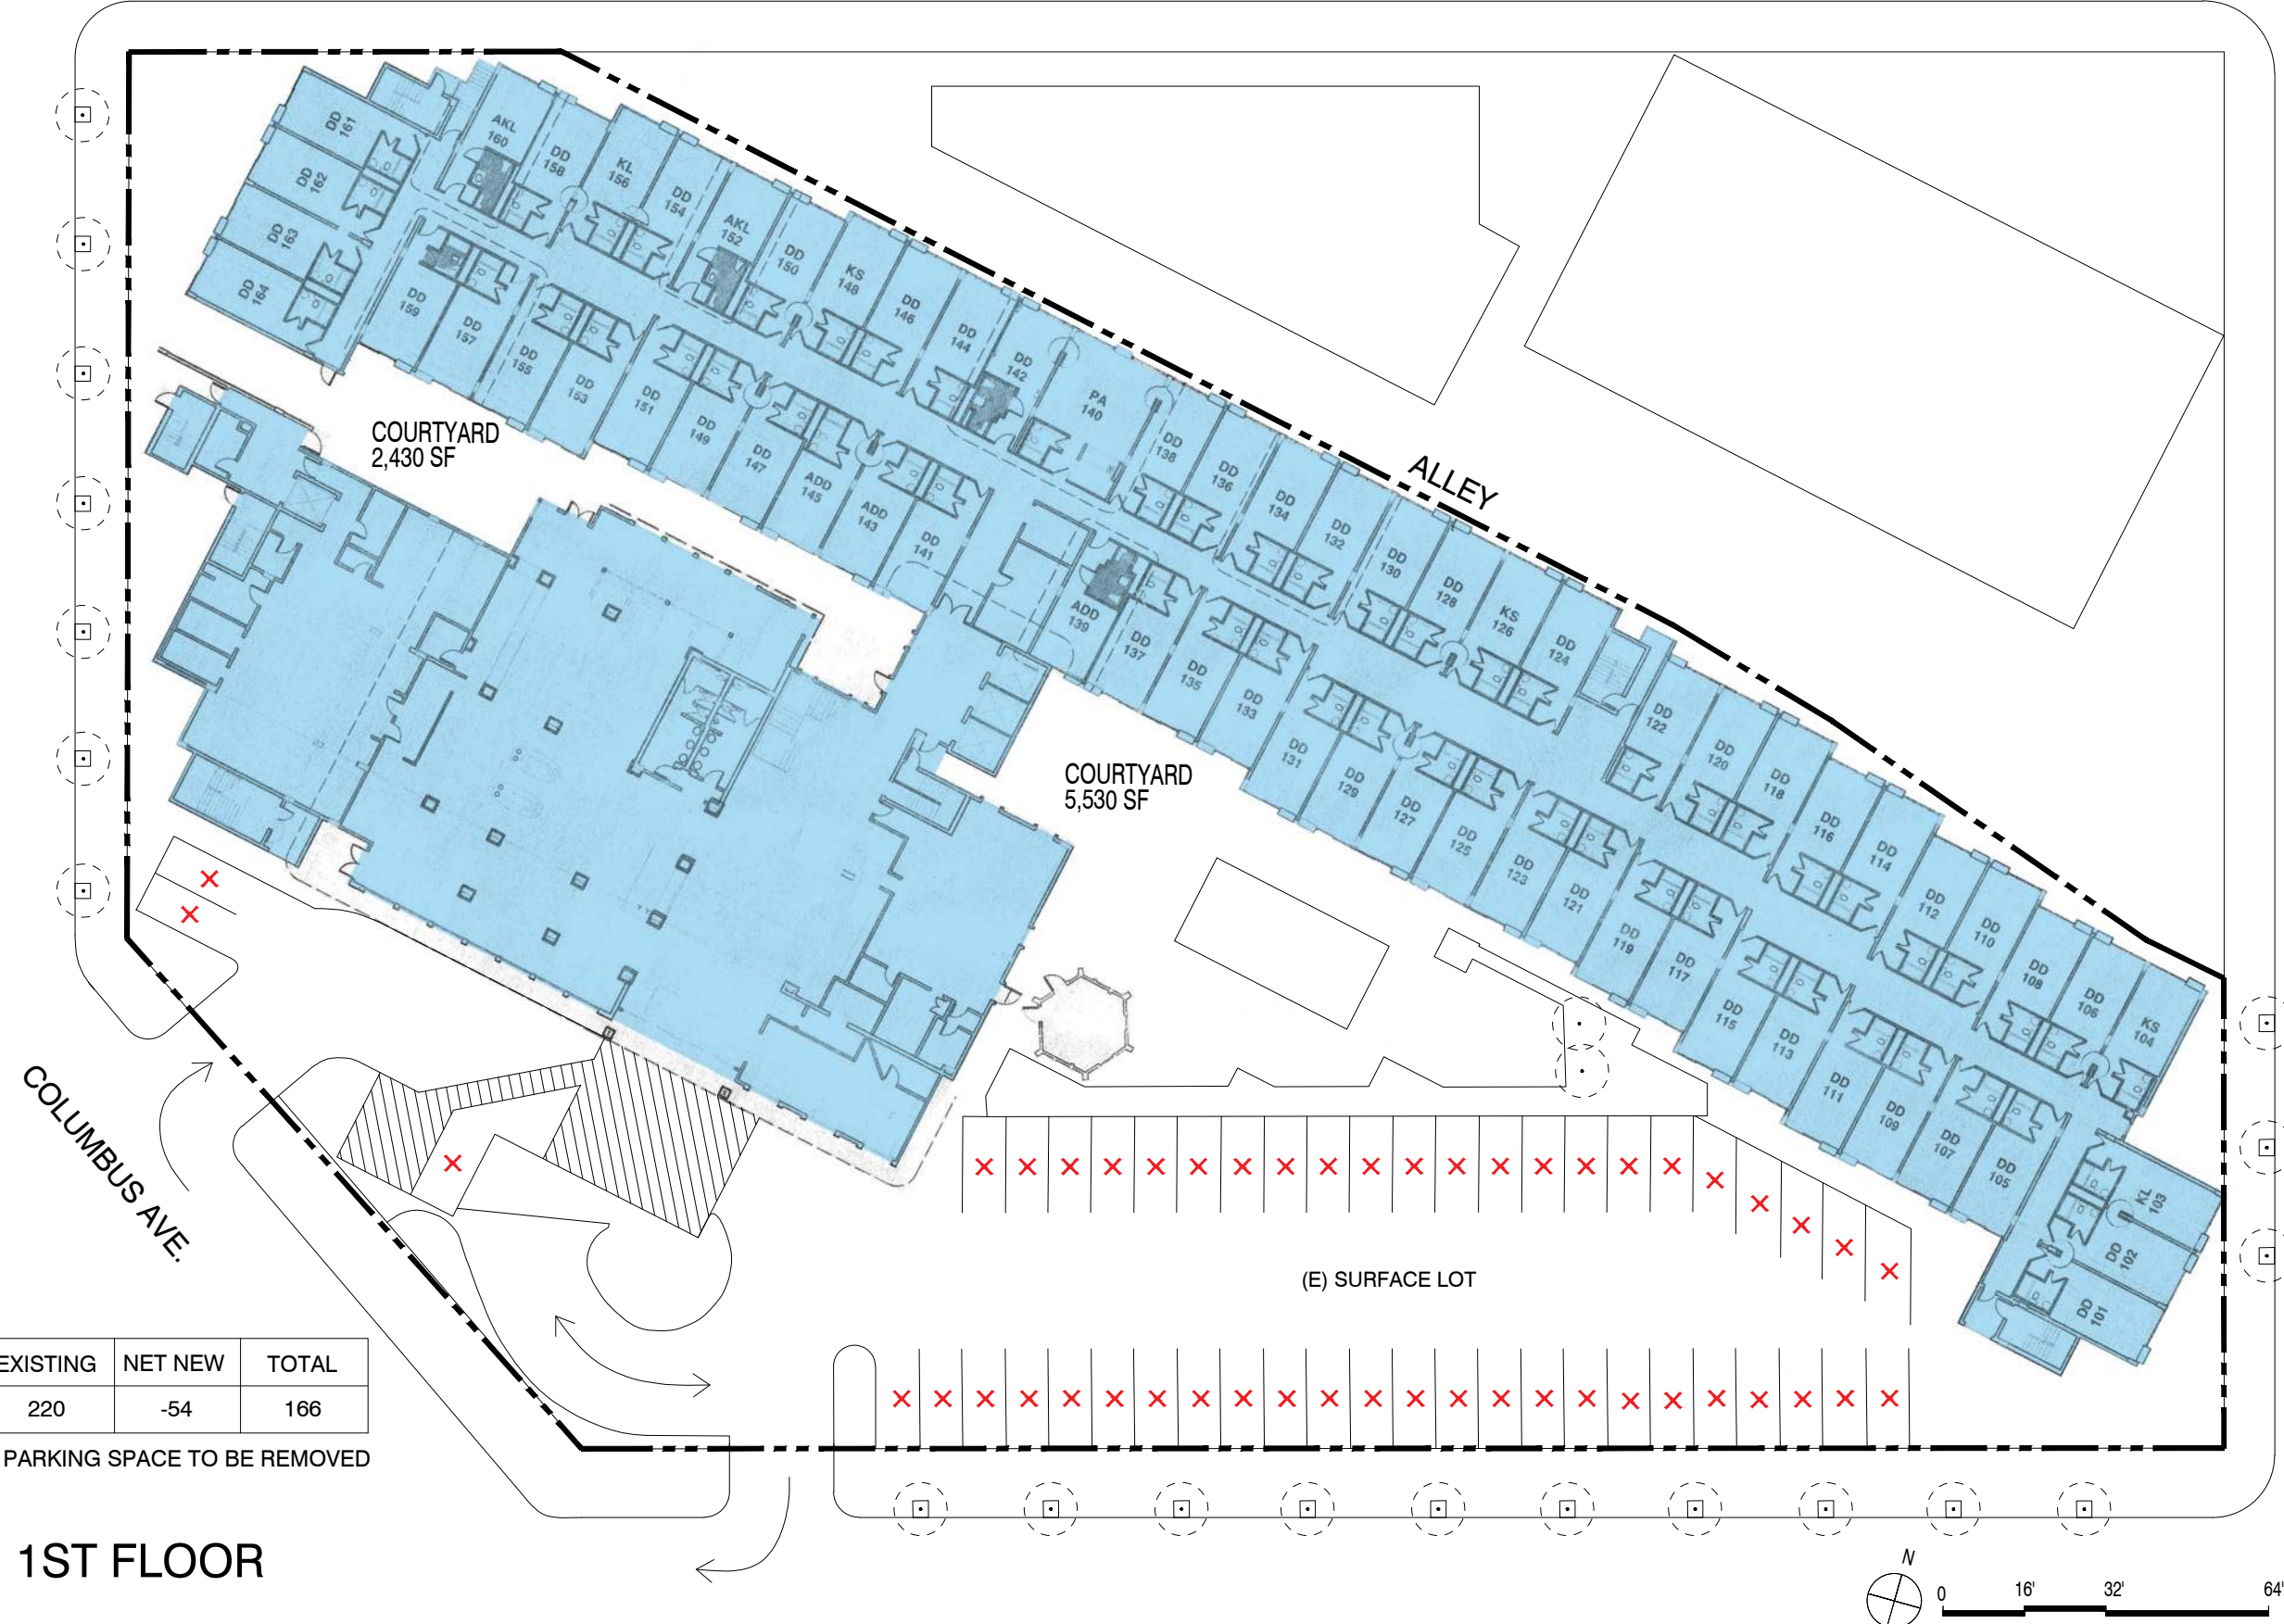 DD
161
DD
162
DD
163
DD
164
AKL
160
DD
158
KL
156
DD
154
AKL
152
DD
150
KS
148
DD
146
DD
144
DD
142
PA
140
DD
138
DD
136
DD
134
DD
132
DD
130
DD
128
KS
126
DD
124
DD
122
DD
120
DD
118
DD
116
DD
114
DD
112
DD
110
DD
108
DD
106
KS
104
DD
159
DD
157
DD
155
DD
153
DD
151
DD
149
DD
147
ADD
145
ADD
143
DD
141
ADD
139
DD
137
DD
135
DD
133
DD
131
DD
129
DD
127
DD
125
DD
123
DD
121
DD
119
DD
117
DD
115
DD
113
DD
111
DD
109
DD
107
DD
105
KL
103
DD
102
DD
101
ALLEY
COURTYARD
2,430 SF
COURTYARD
5,530 SF
COLUMBUS AVE.
(E) SURFACE LOT
EXISTING NET NEW TOTAL
220 -54 166
PARKING SPACE TO BE REMOVED
1ST FLOOR
N
0 16' 32' 64'